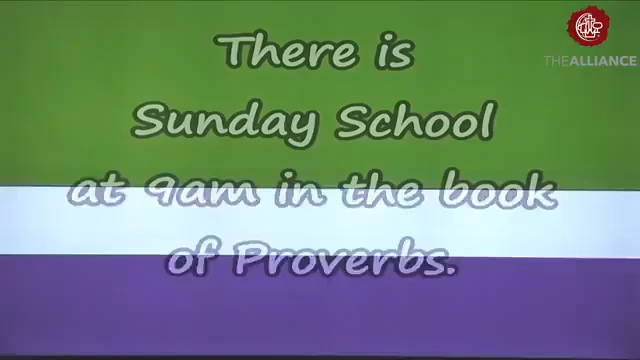 THEALLIANCE
There is
Sunday School
at 9am in the book
of Proverbs.